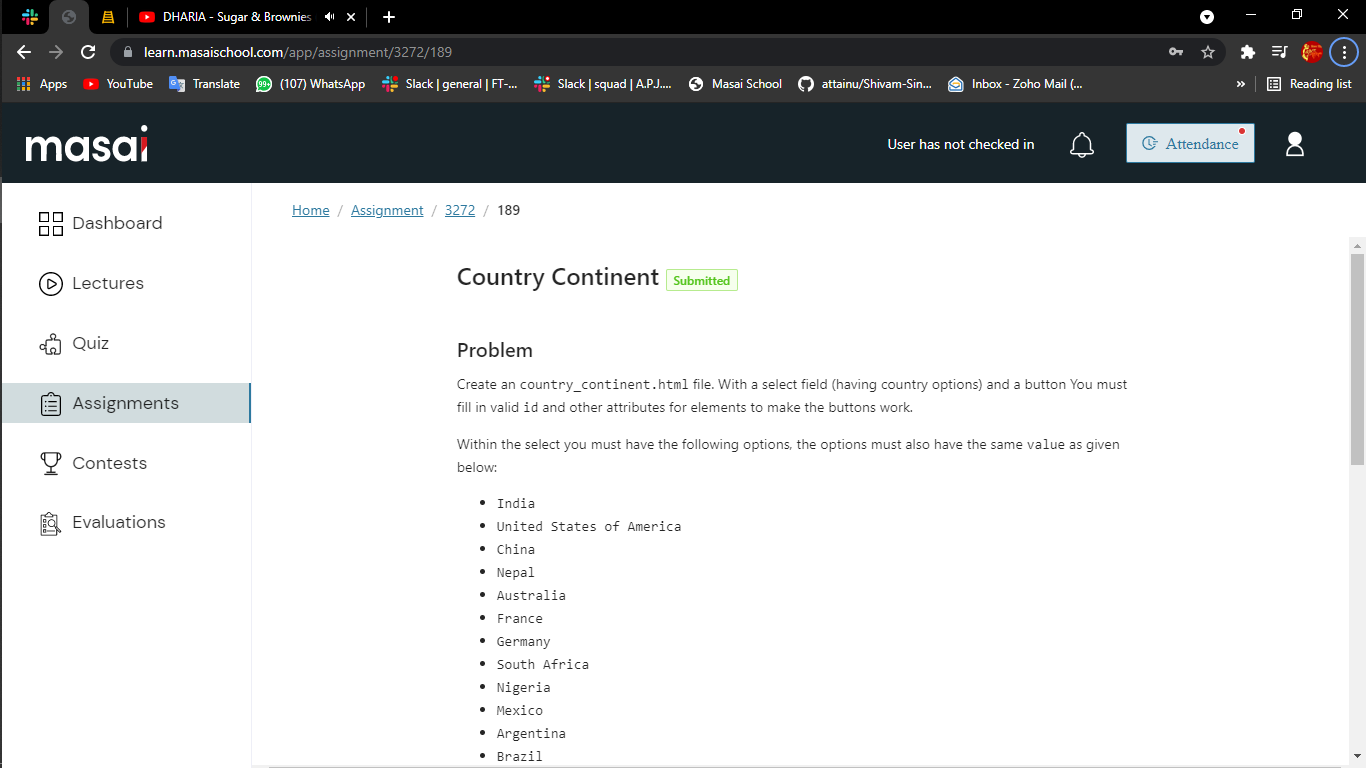 DHARIA - Sugar & Brownies
learn.masaischool.com/app/assignment/3272/189
Apps YouTube Translate 99+ (107) WhatsApp Slack | general | FT-... Slack | squad | A.P.J.... Masai School attainu/Shivam-Sin... Inbox - Zoho Mail (... » Reading list
masai
User has not checked in
Attendance
Dashboard
Lectures
Quiz
Assignments
Contests
Evaluations
Home / Assignment / 3272 / 189
Country Continent Submitted
Problem
Create an country_continent.html file. With a select field (having country options) and a button You must
fill in valid id and other attributes for elements to make the buttons work.
Within the select you must have the following options, the options must also have the same value as given
below:
• India
• United States of America
• China
• Nepal
• Australia
• France
• Germany
• South Africa
• Nigeria
• Mexico
• Argentina
• Brazil